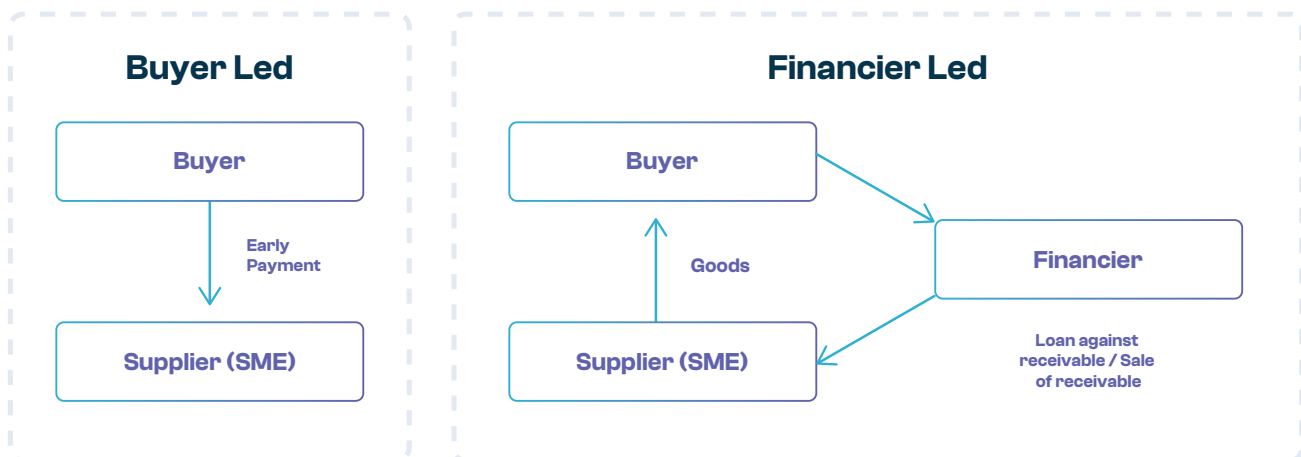 Buyer Led
Buyer
Early
Payment
Supplier (SME)
Financier Led
Buyer
Goods
Supplier (SME)
Financier
Loan against
receivable / Sale
of receivable